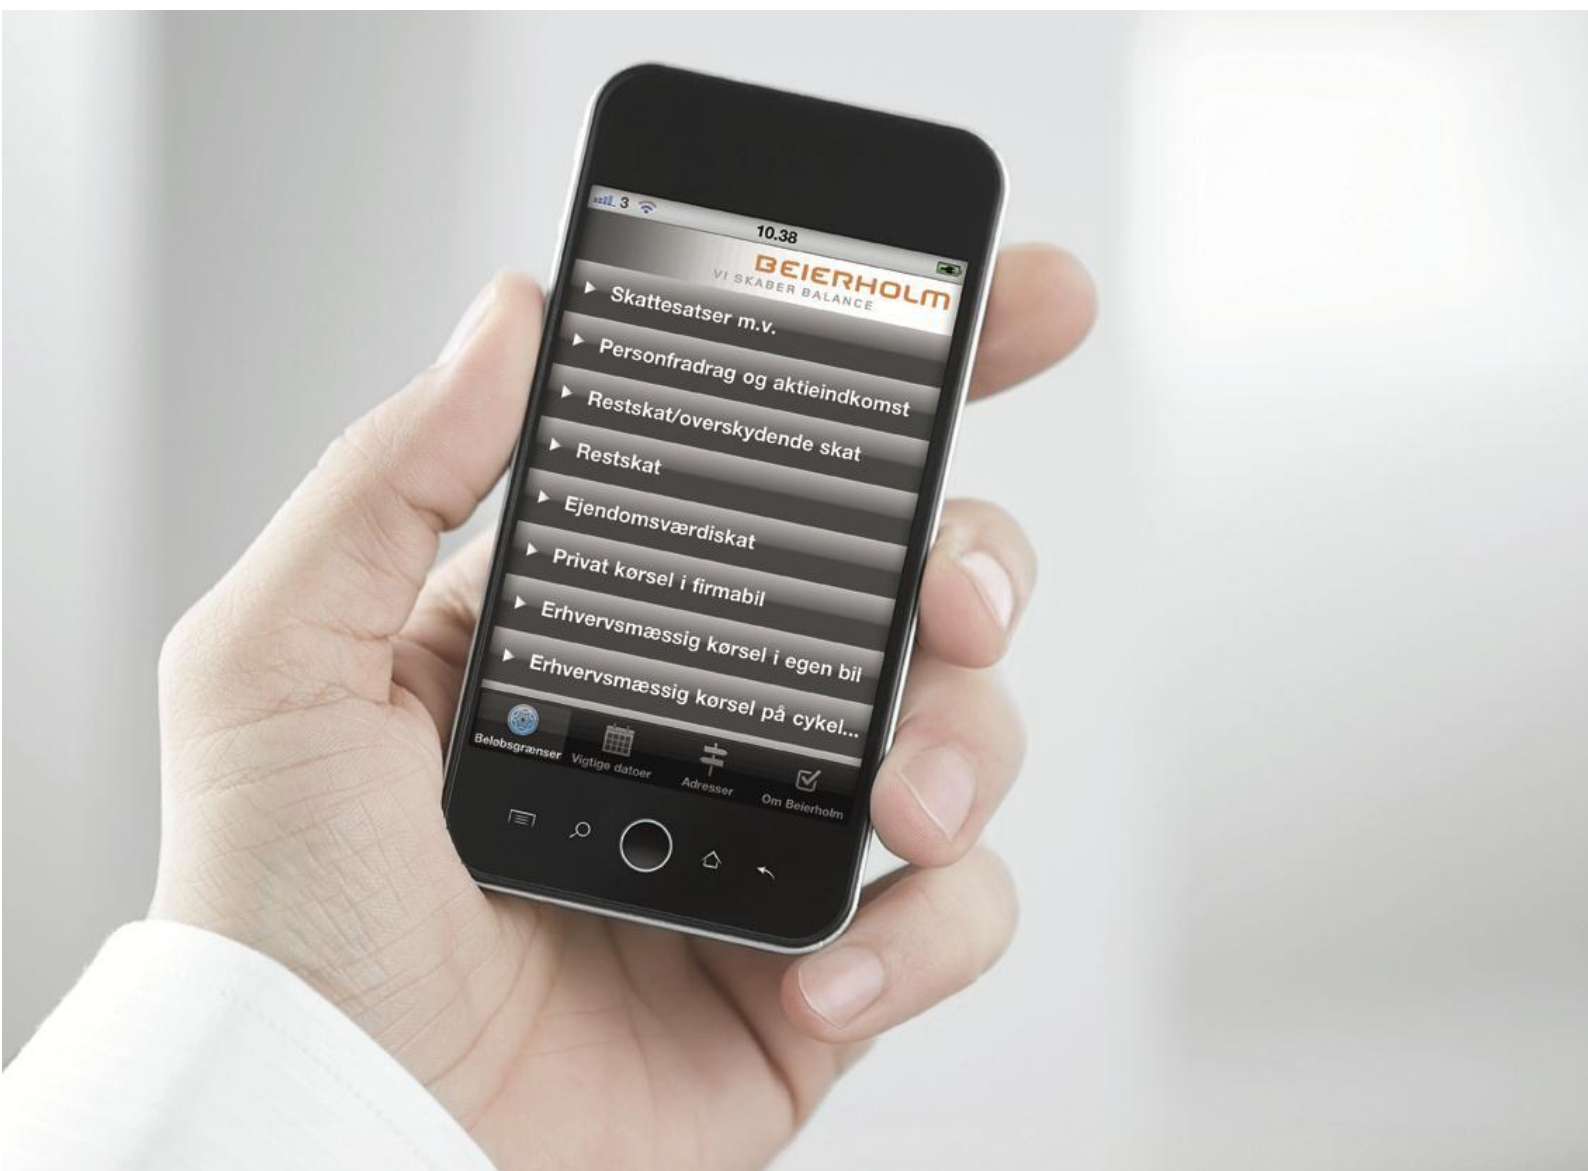 3
10.38
BEIERHOLM
VI SKABER BALANCE
Skattesatser m.v.
Personfradrag og aktieindkomst
Restskat/overskydende skat
Restskat
Ejendomsværdiskat
Privat kørsel i firmabil
Erhvervsmæssig kørsel i egen bil
Erhvervsmæssig kørsel på cykel...
Beløbsgrænser
Vigtige datoer
Adresser
Om Beierholm